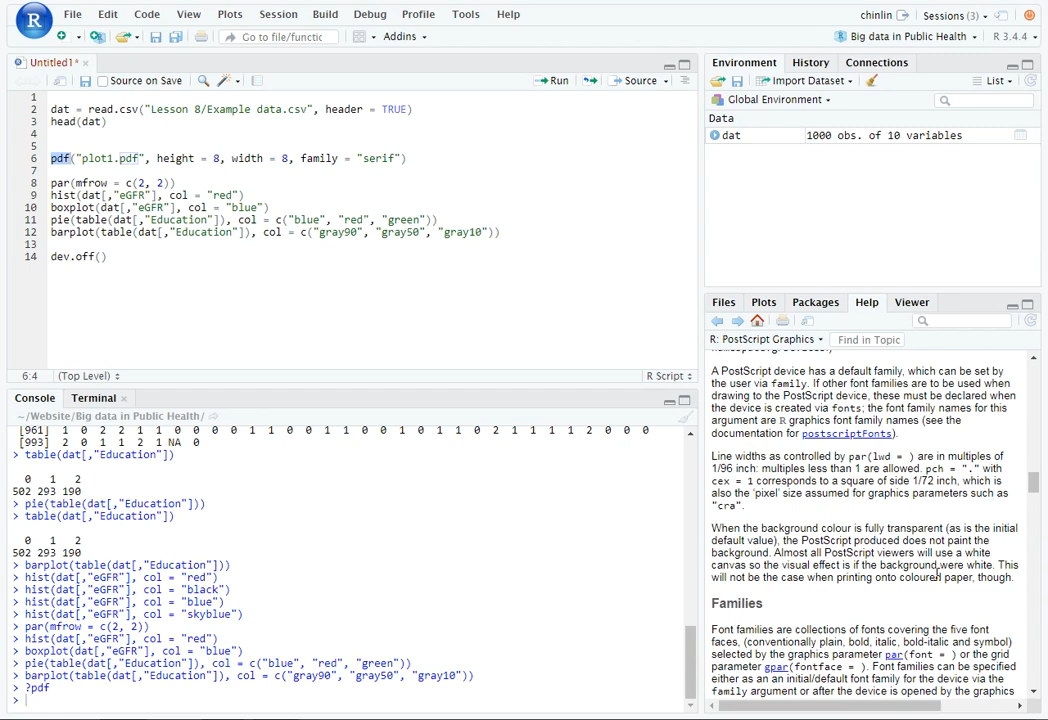 R File Edit Code View Plots Session Build Debug Profile Tools Help chinlin Sessions (3)
Go to file/functic Addins Big data in Public Health R 3.4.4
Untitled1* ×
Source on Save Run Source
1
2 dat = read.csv("Lesson 8/Example data.csv", header = TRUE)
3 head(dat)
4
5
6 pdf("plot1.pdf", height = 8, width = 8, family = "serif")
7
8 par(mfrow = c(2, 2))
9 hist(dat[,"eGFR"], col = "red")
10 boxplot(dat[,"eGFR"], col = "blue")
11 pie(table(dat[,"Education"]), col = c("blue", "red", "green"))
12 barplot(table(dat[,"Education"]), col = c("gray90", "gray50", "gray10"))
13
14 dev.off()
6:4 (Top Level) R Script
Console Terminal ×
~/Website/Big data in Public Health/
[961] 1 0 2 2 1 1 0 0 0 0 1 1 0 0 1 1 0 0 1 0 1 1 0 2 1 1 1 1 2 0 0 0
[993] 2 0 1 1 2 1 NA 0
> table(dat[,"Education"])
0 1 2
502 293 190
> pie(table(dat[,"Education"]))
> table(dat[,"Education"])
0 1 2
502 293 190
> barplot(table(dat[,"Education"]))
> hist(dat[,"eGFR"], col = "red")
> hist(dat[,"eGFR"], col = "black")
> hist(dat[,"eGFR"], col = "blue")
> hist(dat[,"eGFR"], col = "skyblue")
> par(mfrow = c(2, 2))
> hist(dat[,"eGFR"], col = "red")
> boxplot(dat[,"eGFR"], col = "blue")
> pie(table(dat[,"Education"]), col = c("blue", "red", "green"))
> barplot(table(dat[,"Education"]), col = c("gray90", "gray50", "gray10"))
> ?pdf
>
Environment History Connections
Import Dataset List
Global Environment
Data
dat 1000 obs. of 10 variables
Files Plots Packages Help Viewer
R: PostScript Graphics Find in Topic
A PostScript device has a default family, which can be set
by the user via family. If other font families are to be used when
drawing to the PostScript device, these must be declared when
the device is created via fonts; the font family names for this
argument are R graphics font family names (see the
documentation for postscriptFonts).
Line widths as controlled by par(lwd = ) are in multiples of
1/96 inch: multiples less than 1 are allowed. pch = "." with
cex = 1 corresponds to a square of side 1/72 inch, which is
also the 'pixel' size assumed for graphics parameters such as
"cra".
When the background colour is fully transparent (as is the initial
default value), the PostScript produced does not paint the
background. Almost all PostScript viewers will use a white
canvas so the visual effect is if the background were white. This
will not be the case when printing onto coloured paper, though.
Families
Font families are collections of fonts covering the five font
faces, (conventionally plain, bold, italic, bold-italic and symbol)
selected by the graphics parameter par(font = ) or the grid
parameter gpar(fontface = ). Font families can be specified
either as an an initial/default font family for the device via the
family argument or after the device is opened by the graphics